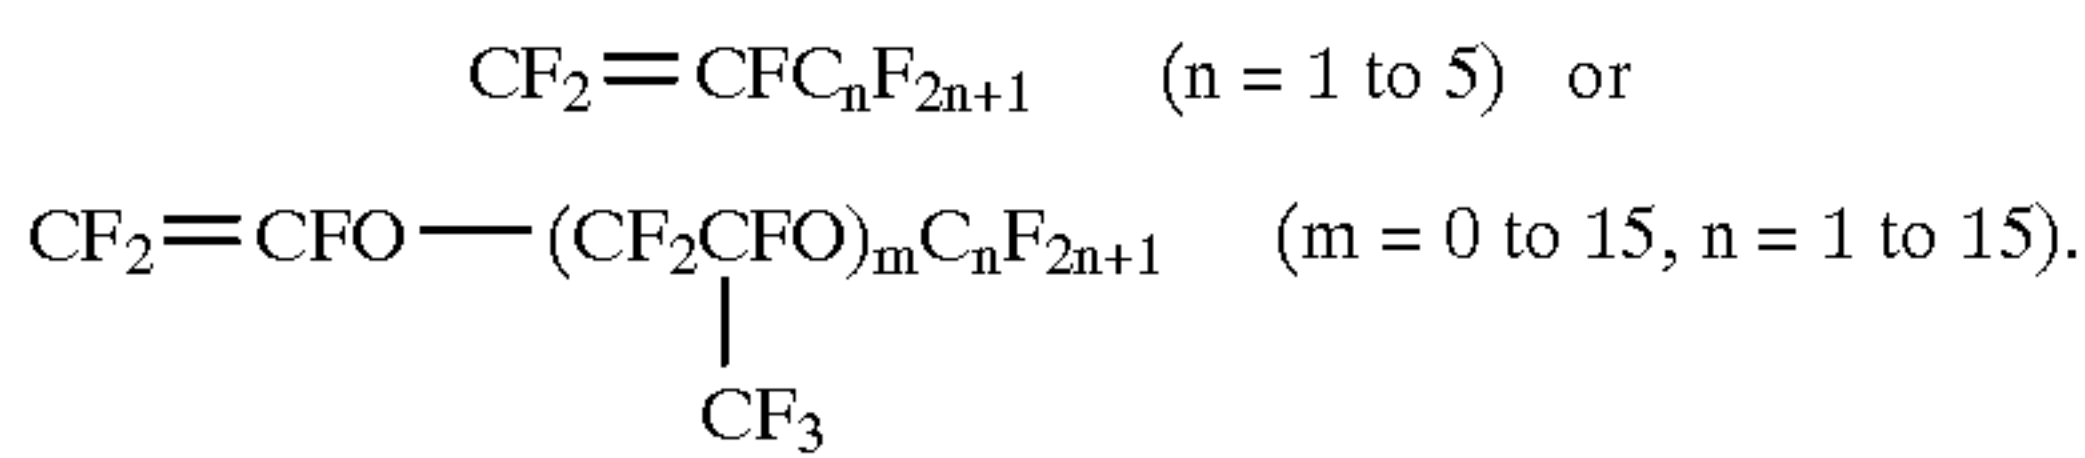 CF₂=CFCₙF₂ₙ₊₁ (n = 1 to 5) or
CF₂=CFO—(CF₂CFO)ₘCₙF₂ₙ₊₁ (m = 0 to 15, n = 1 to 15).
CF₃